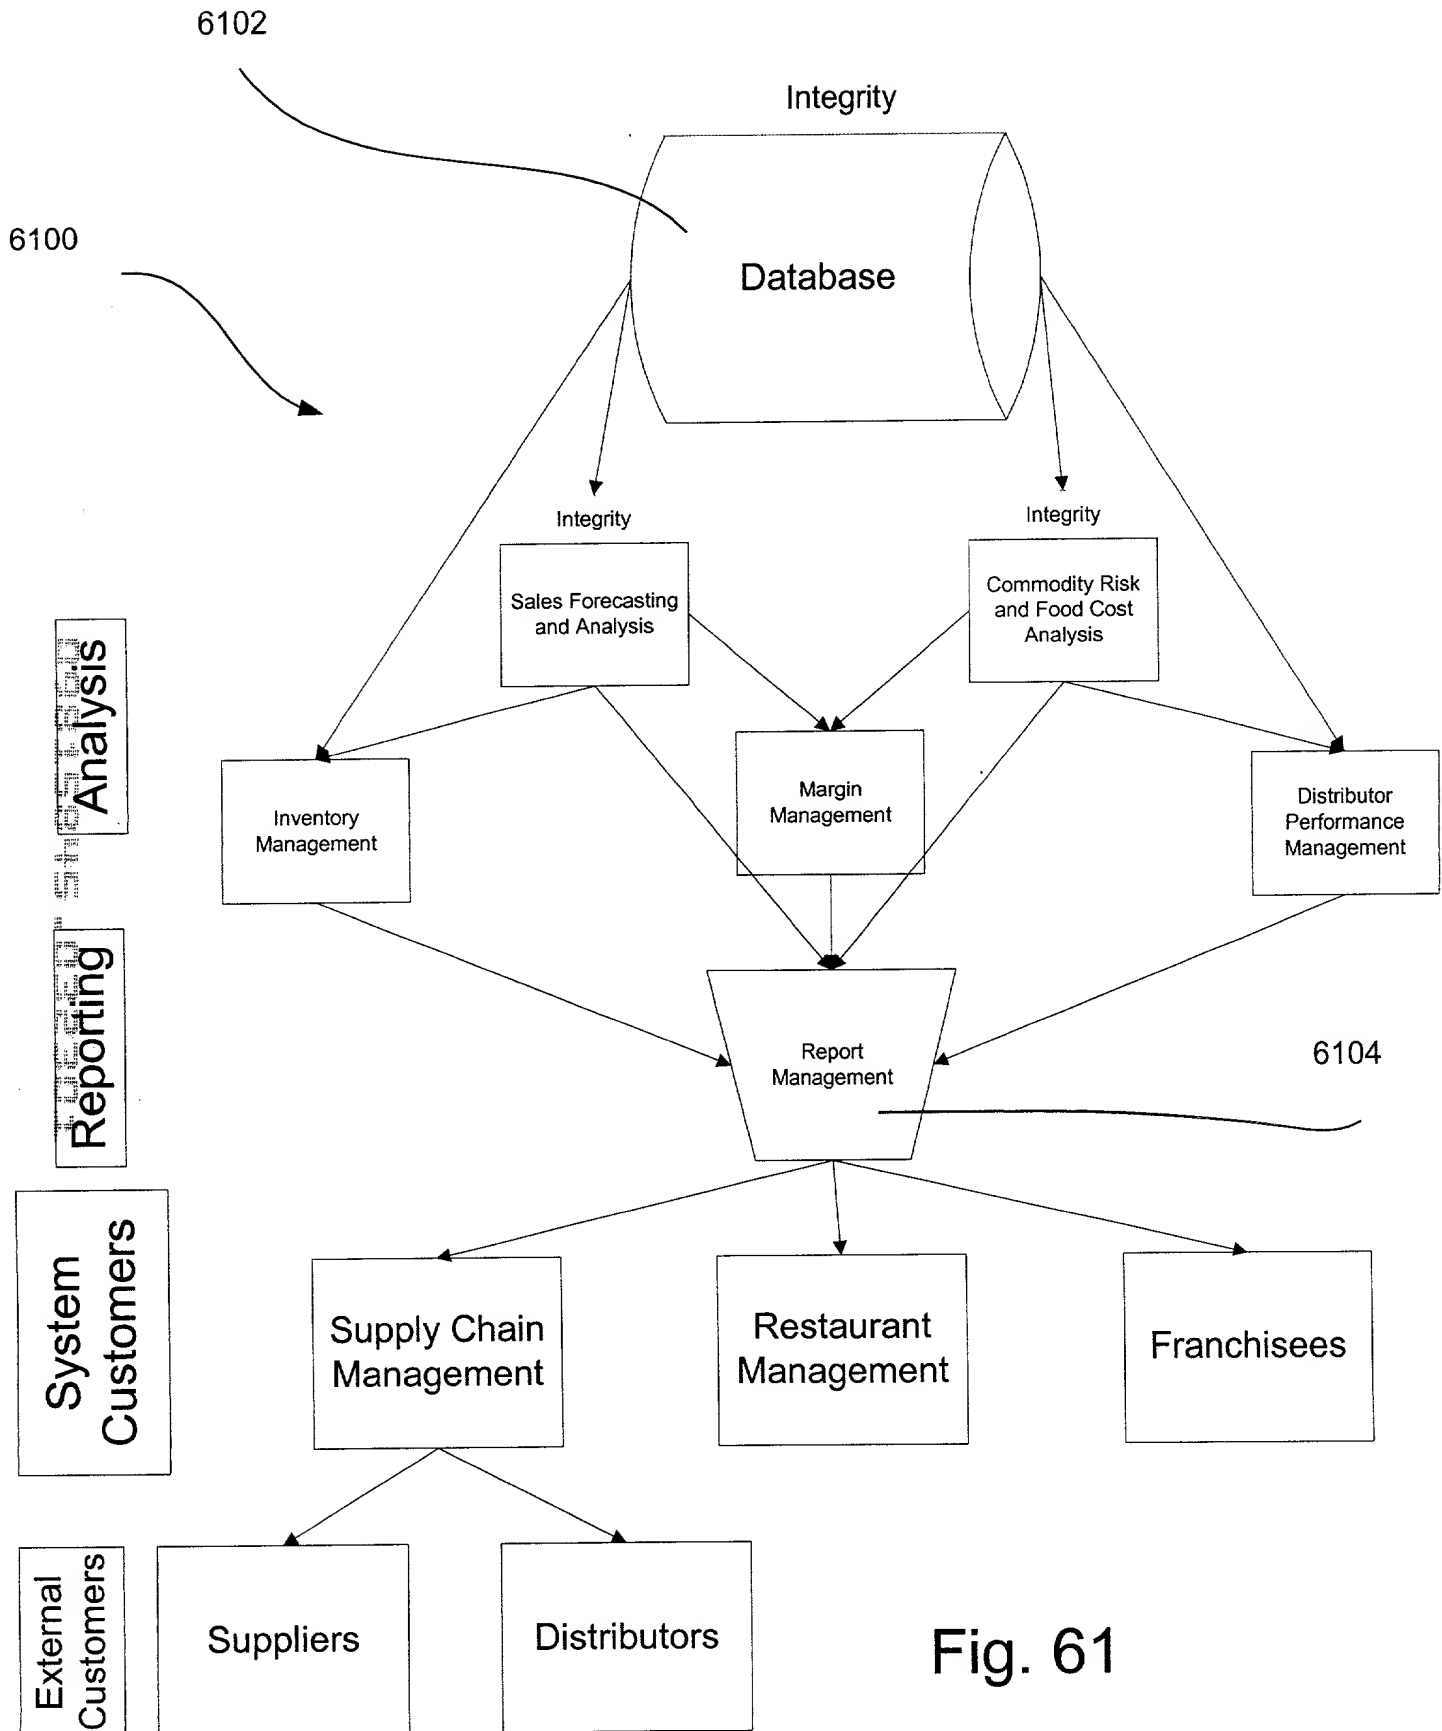 6102
Integrity
6100
Database
Integrity
Integrity
Sales Forecasting
and Analysis
Commodity Risk
and Food Cost
Analysis
Analysis
Inventory
Management
Margin
Management
Distributor
Performance
Management
Reporting
Report
Management
6104
System
Customers
Supply Chain
Management
Restaurant
Management
Franchisees
External
Customers
Suppliers
Distributors
Fig. 61